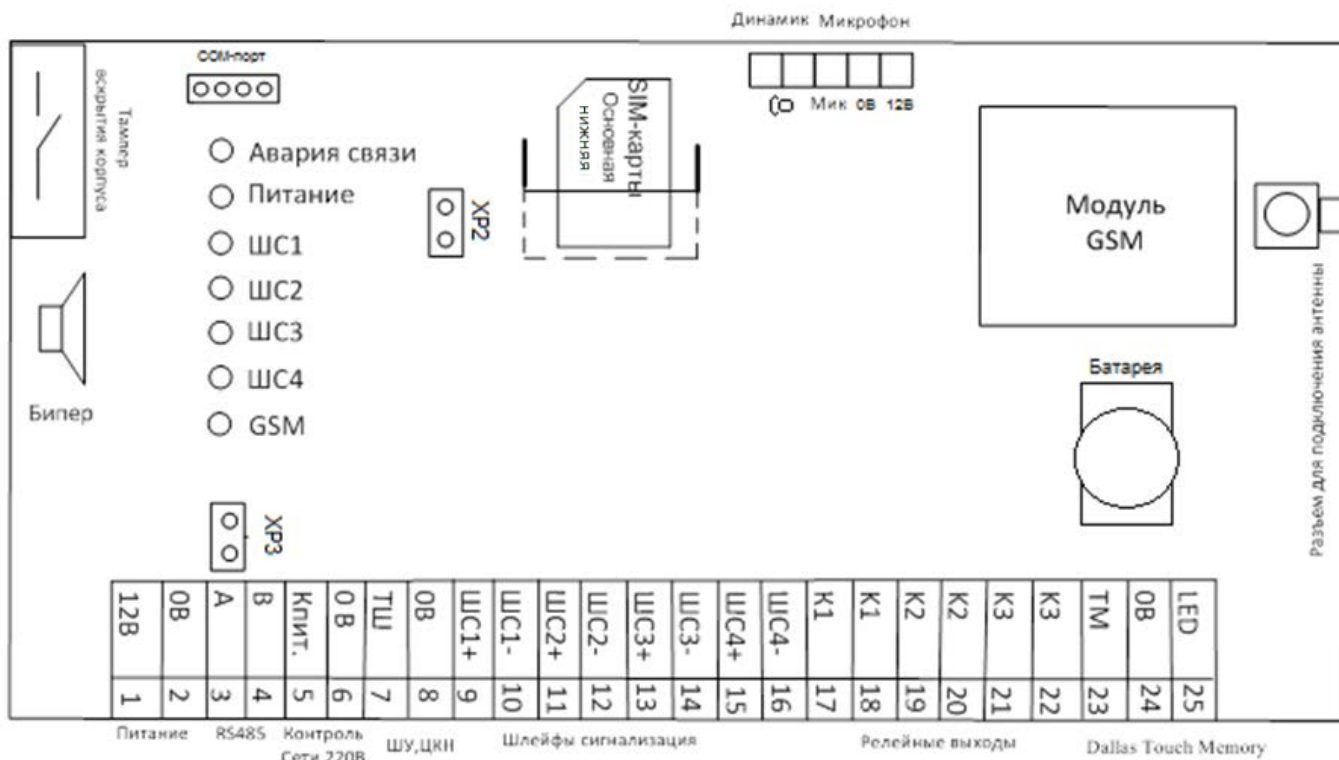 Динамик Микрофон
COM-порт
Тампер
вскрытия корпуса
SIM-карты
Основная
нижняя
Мик 0В 12В
Авария связи
Питание
ШС1
ШС2
ШС3
ШС4
GSM
XP2
Модуль
GSM
Разъем для подключения антенны
Бипер
Батарея
XP3
12В
0В
A
B
Кпит.
0 В
ТШ
0В
ШС1+
ШС1-
ШС2+
ШС2-
ШС3+
ШС3-
ШС4+
ШС4-
К1
К1
К2
К2
К3
К3
TM
0В
LED
1 2 3 4 5 6 7 8 9 10 11 12 13 14 15 16 17 18 19 20 21 22 23 24 25
Питание
RS485
Контроль
Сети 220В
ШУ,ЦКН
Шлейфы сигнализация
Релейные выходы
Dallas Touch Memory